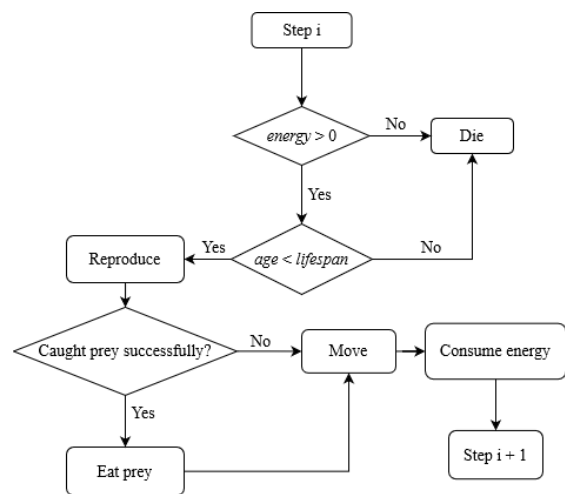 Step i
energy > 0
No
Die
Yes
Yes
age < lifespan
No
Reproduce
Caught prey successfully?
No
Move
Consume energy
Yes
Eat prey
Step i + 1